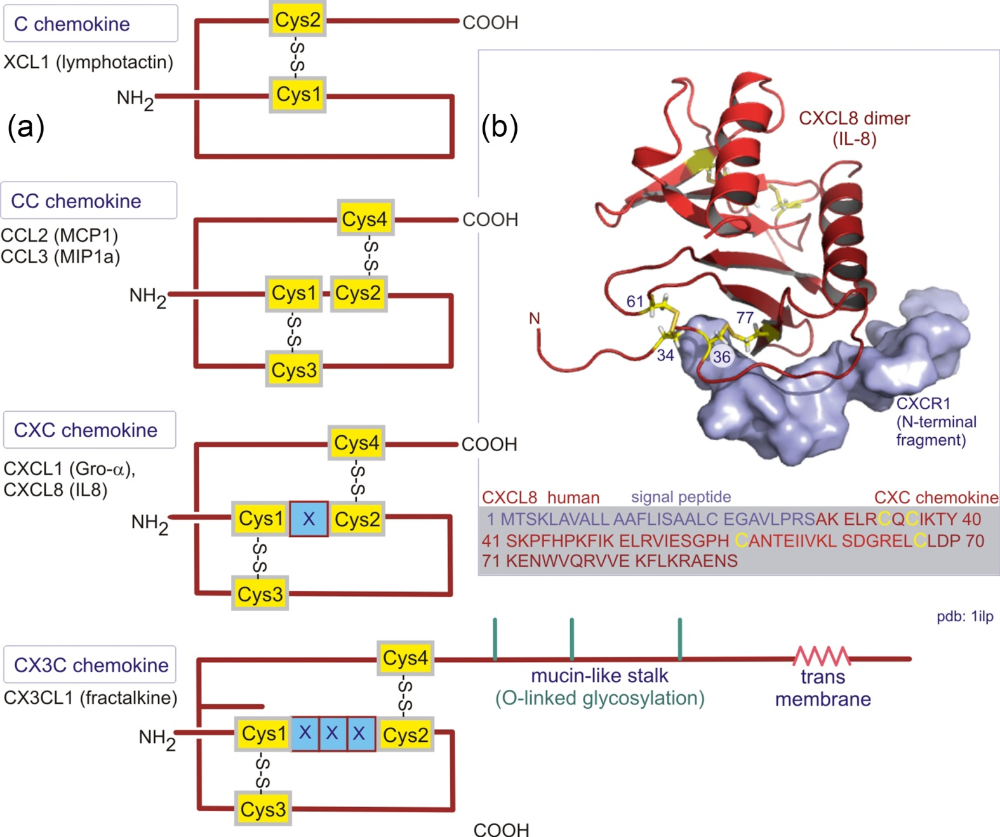 C chemokine
XCL1 (lymphotactin)
Cys2
COOH
S-S
NH2
Cys1
(a)
CC chemokine
CCL2 (MCP1)
CCL3 (MIP1a)
Cys4
COOH
S-S
NH2
Cys1
Cys2
S-S
Cys3
CXC chemokine
CXCL1 (Gro-α),
CXCL8 (IL8)
Cys4
COOH
S-S
NH2
Cys1
X
Cys2
S-S
Cys3
CX3C chemokine
CX3CL1 (fractalkine)
Cys4
S-S
mucin-like stalk
(O-linked glycosylation)
trans
membrane
NH2
Cys1
X
X
X
Cys2
S-S
Cys3
COOH
(b)
CXCL8 dimer
(IL-8)
N
61
77
34
36
CXCR1
(N-terminal
fragment)
CXCL8 human
signal peptide
CXC chemokine
1 MTSKLAVALL AAFLISAALC EGAVLPRSAK ELRCQCIKTY 40
41 SKPFHPKFIK ELRVIESGPH CANTEIIVKL SDGRELCLDP 70
71 KENWVQRVVE KFLKRAENS
pdb: 1ilp